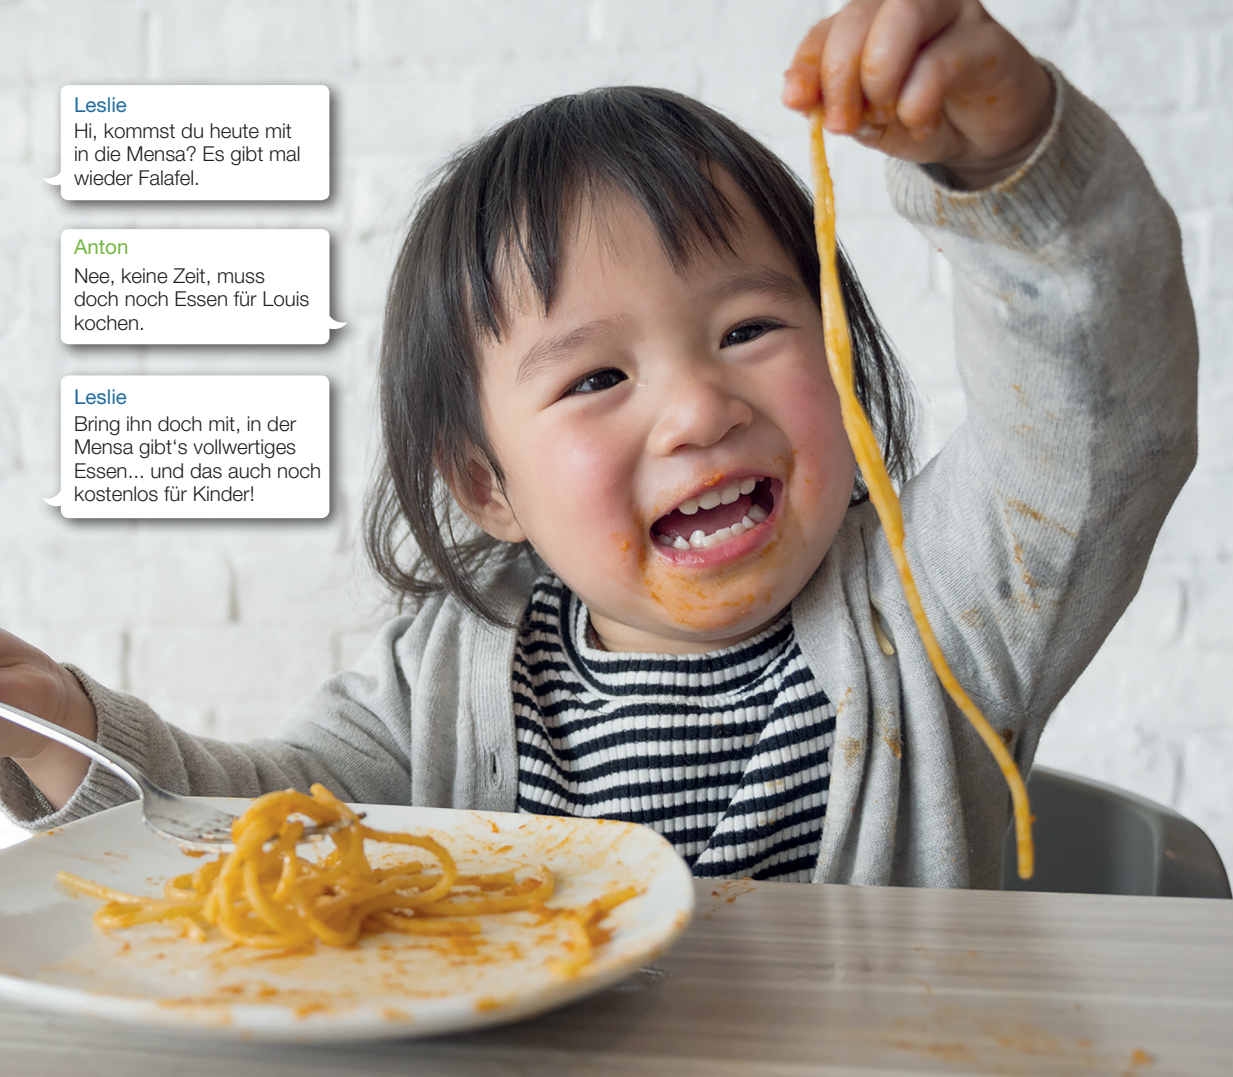 Leslie
Hi, kommst du heute mit
in die Mensa? Es gibt mal
wieder Falafel.
Anton
Nee, keine Zeit, muss
doch noch Essen für Louis
kochen.
Leslie
Bring ihn doch mit, in der
Mensa gibt‘s vollwertiges
Essen... und das auch noch
kostenlos für Kinder!